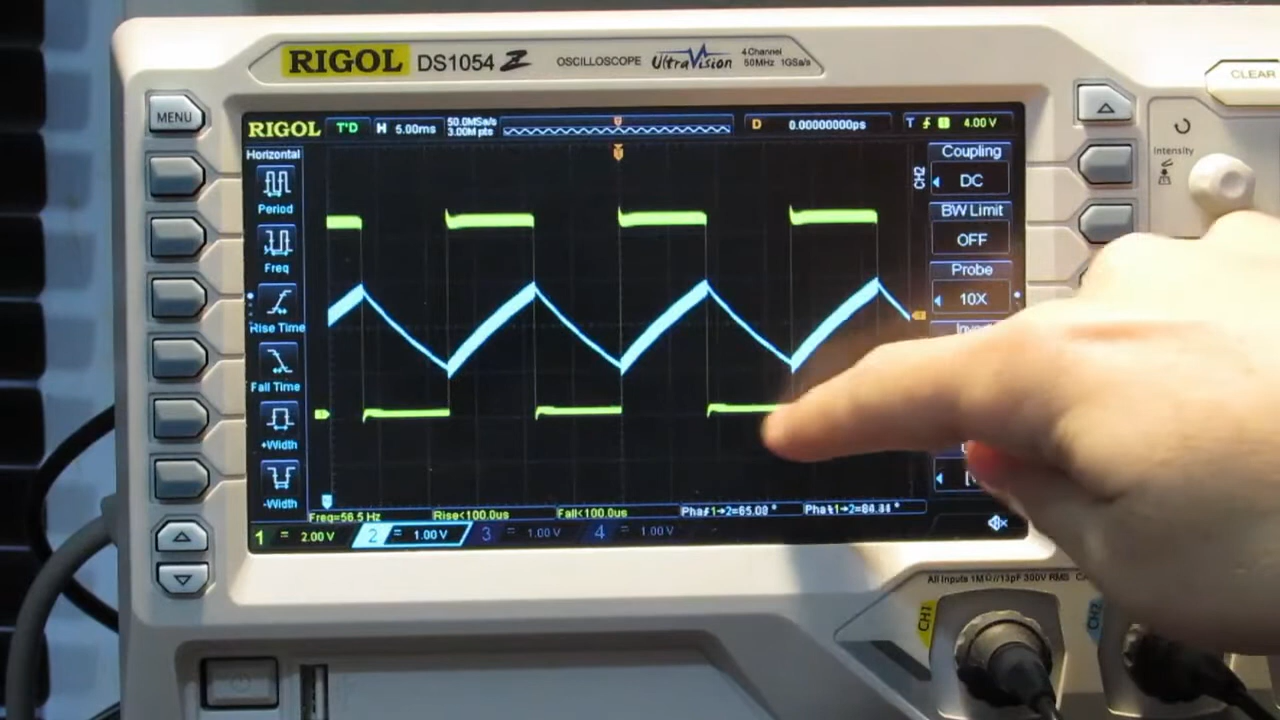 RIGOL DS1054 Z OSCILLOSCOPE UltraVision 4 Channel 50MHz 1GSa/s
CLEAR
MENU
RIGOL T'D H 5.00ms 50.0MSa/s 3.00M pts D 0.00000000ps T 1 4.00 V
Intensity
Horizontal
Period
Freq
Rise Time
Fall Time
+Width
-Width
CH2
Coupling
DC
BW Limit
OFF
Probe
10X
Freq=56.5 Hz Rise<100.0us Fall<100.0us
1 = 2.00 V 2 = 1.00 V 3 = 1.00 V 4 = 1.00 V
All inputs 1MΩ//13pF 300V RMS
CH1
CH2